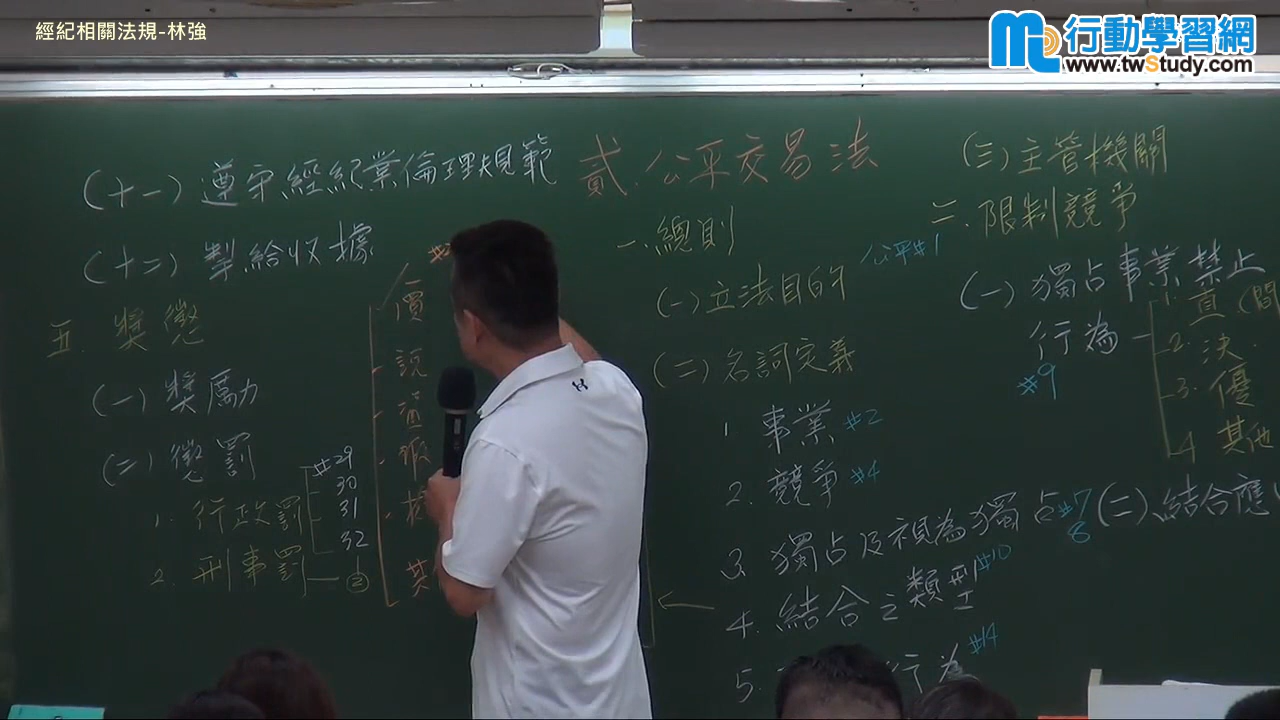 經紀相關法規-林強
行動學習網
www.twStudy.com
(十一)遵守經紀業倫理規範
(十二)掣給收據
五.獎懲
(一)獎勵
(二)懲罰
1.行政罰
#29
30
31
32
2.刑事罰—②
價
說
貳.公平交易法
一.總則
(一)立法目的 公平#1
(二)名詞定義
1.事業#2
2.競爭#4
3.獨占及視為獨占#7
8
4.結合之類型#10
5. 行為#14
(三)主管機關
二.限制競爭
(一)獨占事業禁止
行為
#9
1.直(間
2.決.
3.優
4.其他
(二)、結合應